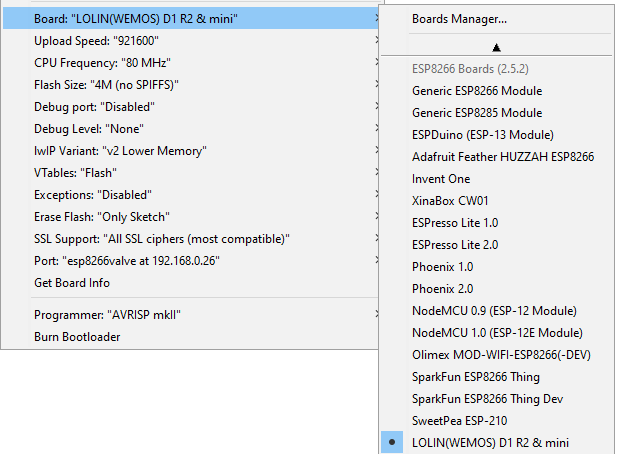 Board: "LOLIN(WEMOS) D1 R2 & mini"
Upload Speed: "921600"
CPU Frequency: "80 MHz"
Flash Size: "4M (no SPIFFS)"
Debug port: "Disabled"
Debug Level: "None"
lwIP Variant: "v2 Lower Memory"
VTables: "Flash"
Exceptions: "Disabled"
Erase Flash: "Only Sketch"
SSL Support: "All SSL ciphers (most compatible)"
Port: "esp8266valve at 192.168.0.26"
Get Board Info
Programmer: "AVRISP mkII"
Burn Bootloader
Boards Manager...
ESP8266 Boards (2.5.2)
Generic ESP8266 Module
Generic ESP8285 Module
ESPDuino (ESP-13 Module)
Adafruit Feather HUZZAH ESP8266
Invent One
XinaBox CW01
ESPresso Lite 1.0
ESPresso Lite 2.0
Phoenix 1.0
Phoenix 2.0
NodeMCU 0.9 (ESP-12 Module)
NodeMCU 1.0 (ESP-12E Module)
Olimex MOD-WIFI-ESP8266(-DEV)
SparkFun ESP8266 Thing
SparkFun ESP8266 Thing Dev
SweetPea ESP-210
LOLIN(WEMOS) D1 R2 & mini